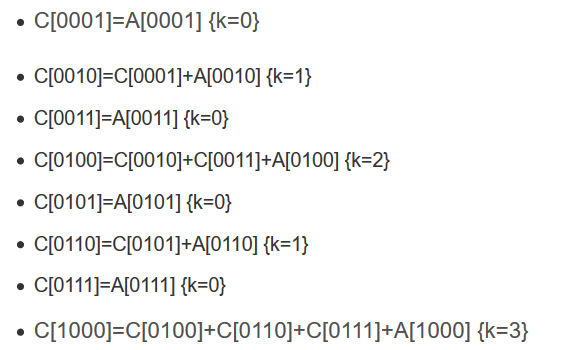 • C[0001]=A[0001] {k=0}
• C[0010]=C[0001]+A[0010] {k=1}
• C[0011]=A[0011] {k=0}
• C[0100]=C[0010]+C[0011]+A[0100] {k=2}
• C[0101]=A[0101] {k=0}
• C[0110]=C[0101]+A[0110] {k=1}
• C[0111]=A[0111] {k=0}
• C[1000]=C[0100]+C[0110]+C[0111]+A[1000] {k=3}